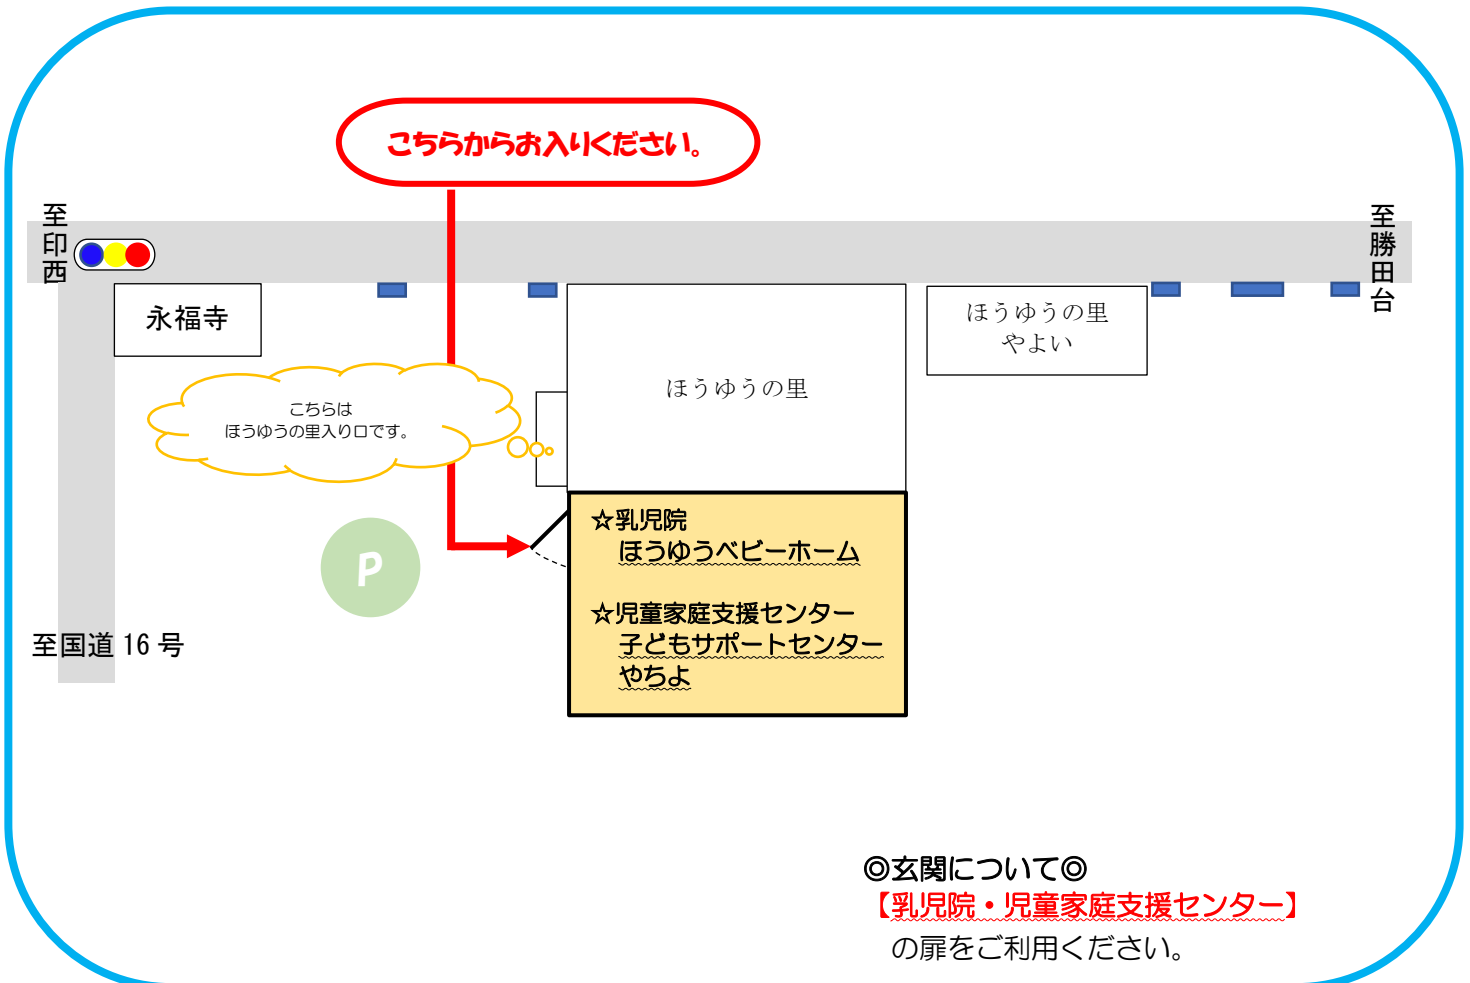 こちらからお入りください。
至印西
至勝田台
永福寺
ほうゆうの里
やよい
ほうゆうの里
こちらは
ほうゆうの里入り口です。
☆乳児院
ほうゆうベビーホーム
P
☆児童家庭支援センター
子どもサポートセンター
やちよ
至国道 16 号
◎玄関について◎
【乳児院・児童家庭支援センター】
の扉をご利用ください。